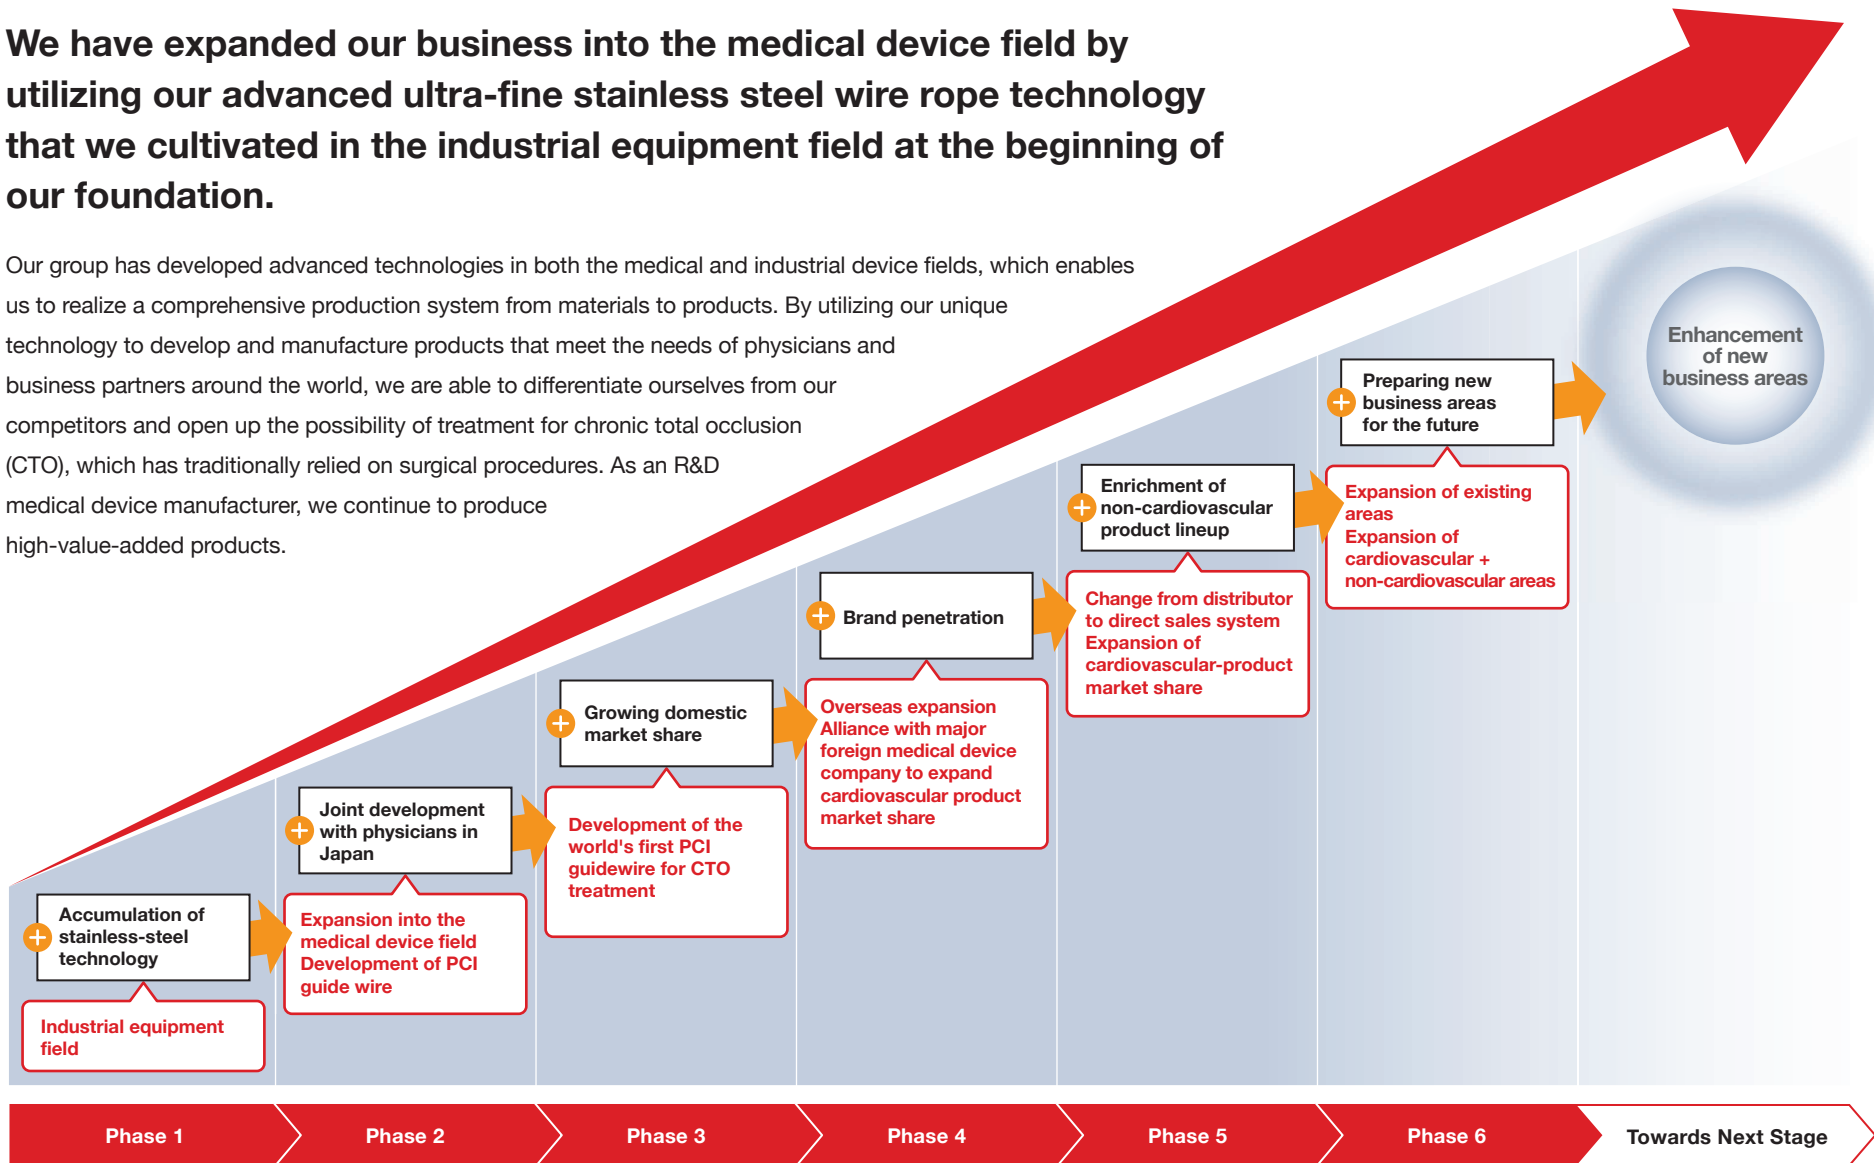 We have expanded our business into the medical device field by
utilizing our advanced ultra-fine stainless steel wire rope technology
that we cultivated in the industrial equipment field at the beginning of
our foundation.
Our group has developed advanced technologies in both the medical and industrial device fields, which enables
us to realize a comprehensive production system from materials to products. By utilizing our unique
technology to develop and manufacture products that meet the needs of physicians and
business partners around the world, we are able to differentiate ourselves from our
competitors and open up the possibility of treatment for chronic total occlusion
(CTO), which has traditionally relied on surgical procedures. As an R&D
medical device manufacturer, we continue to produce
high-value-added products.
Accumulation of
stainless-steel
technology
Industrial equipment
field
Joint development
with physicians in
Japan
Expansion into the
medical device field
Development of PCI
guide wire
Growing domestic
market share
Development of the
world's first PCI
guidewire for CTO
treatment
Brand penetration
Overseas expansion
Alliance with major
foreign medical device
company to expand
cardiovascular product
market share
Enrichment of
non-cardiovascular
product lineup
Change from distributor
to direct sales system
Expansion of
cardiovascular-product
market share
Preparing new
business areas
for the future
Expansion of existing
areas
Expansion of
cardiovascular +
non-cardiovascular areas
Enhancement
of new
business areas
Phase 1
Phase 2
Phase 3
Phase 4
Phase 5
Phase 6
Towards Next Stage